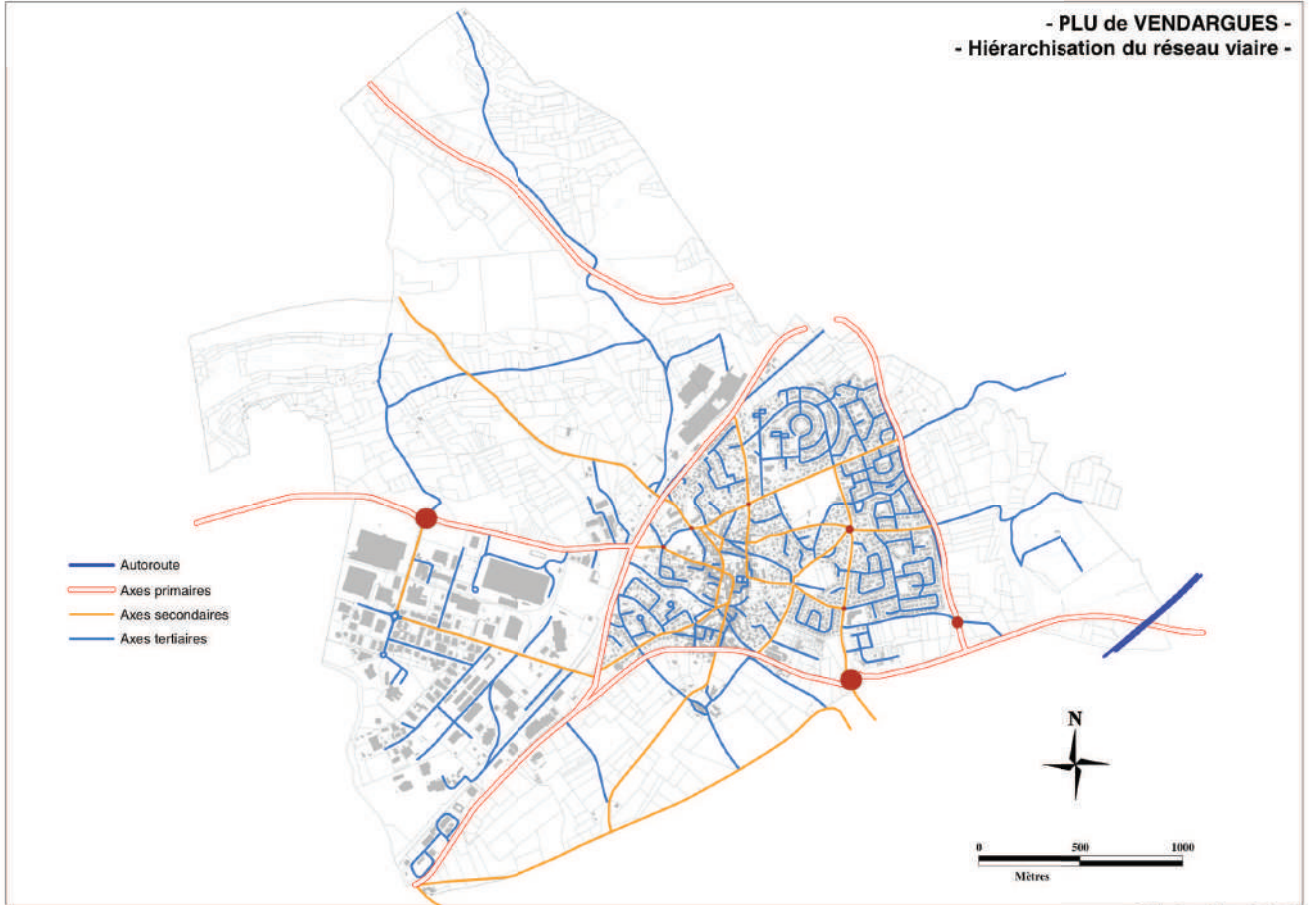 - PLU de VENDARGUES -
- Hiérarchisation du réseau viaire -
Autoroute
Axes primaires
Axes secondaires
Axes tertiaires
N
0 500 1000
Mètres